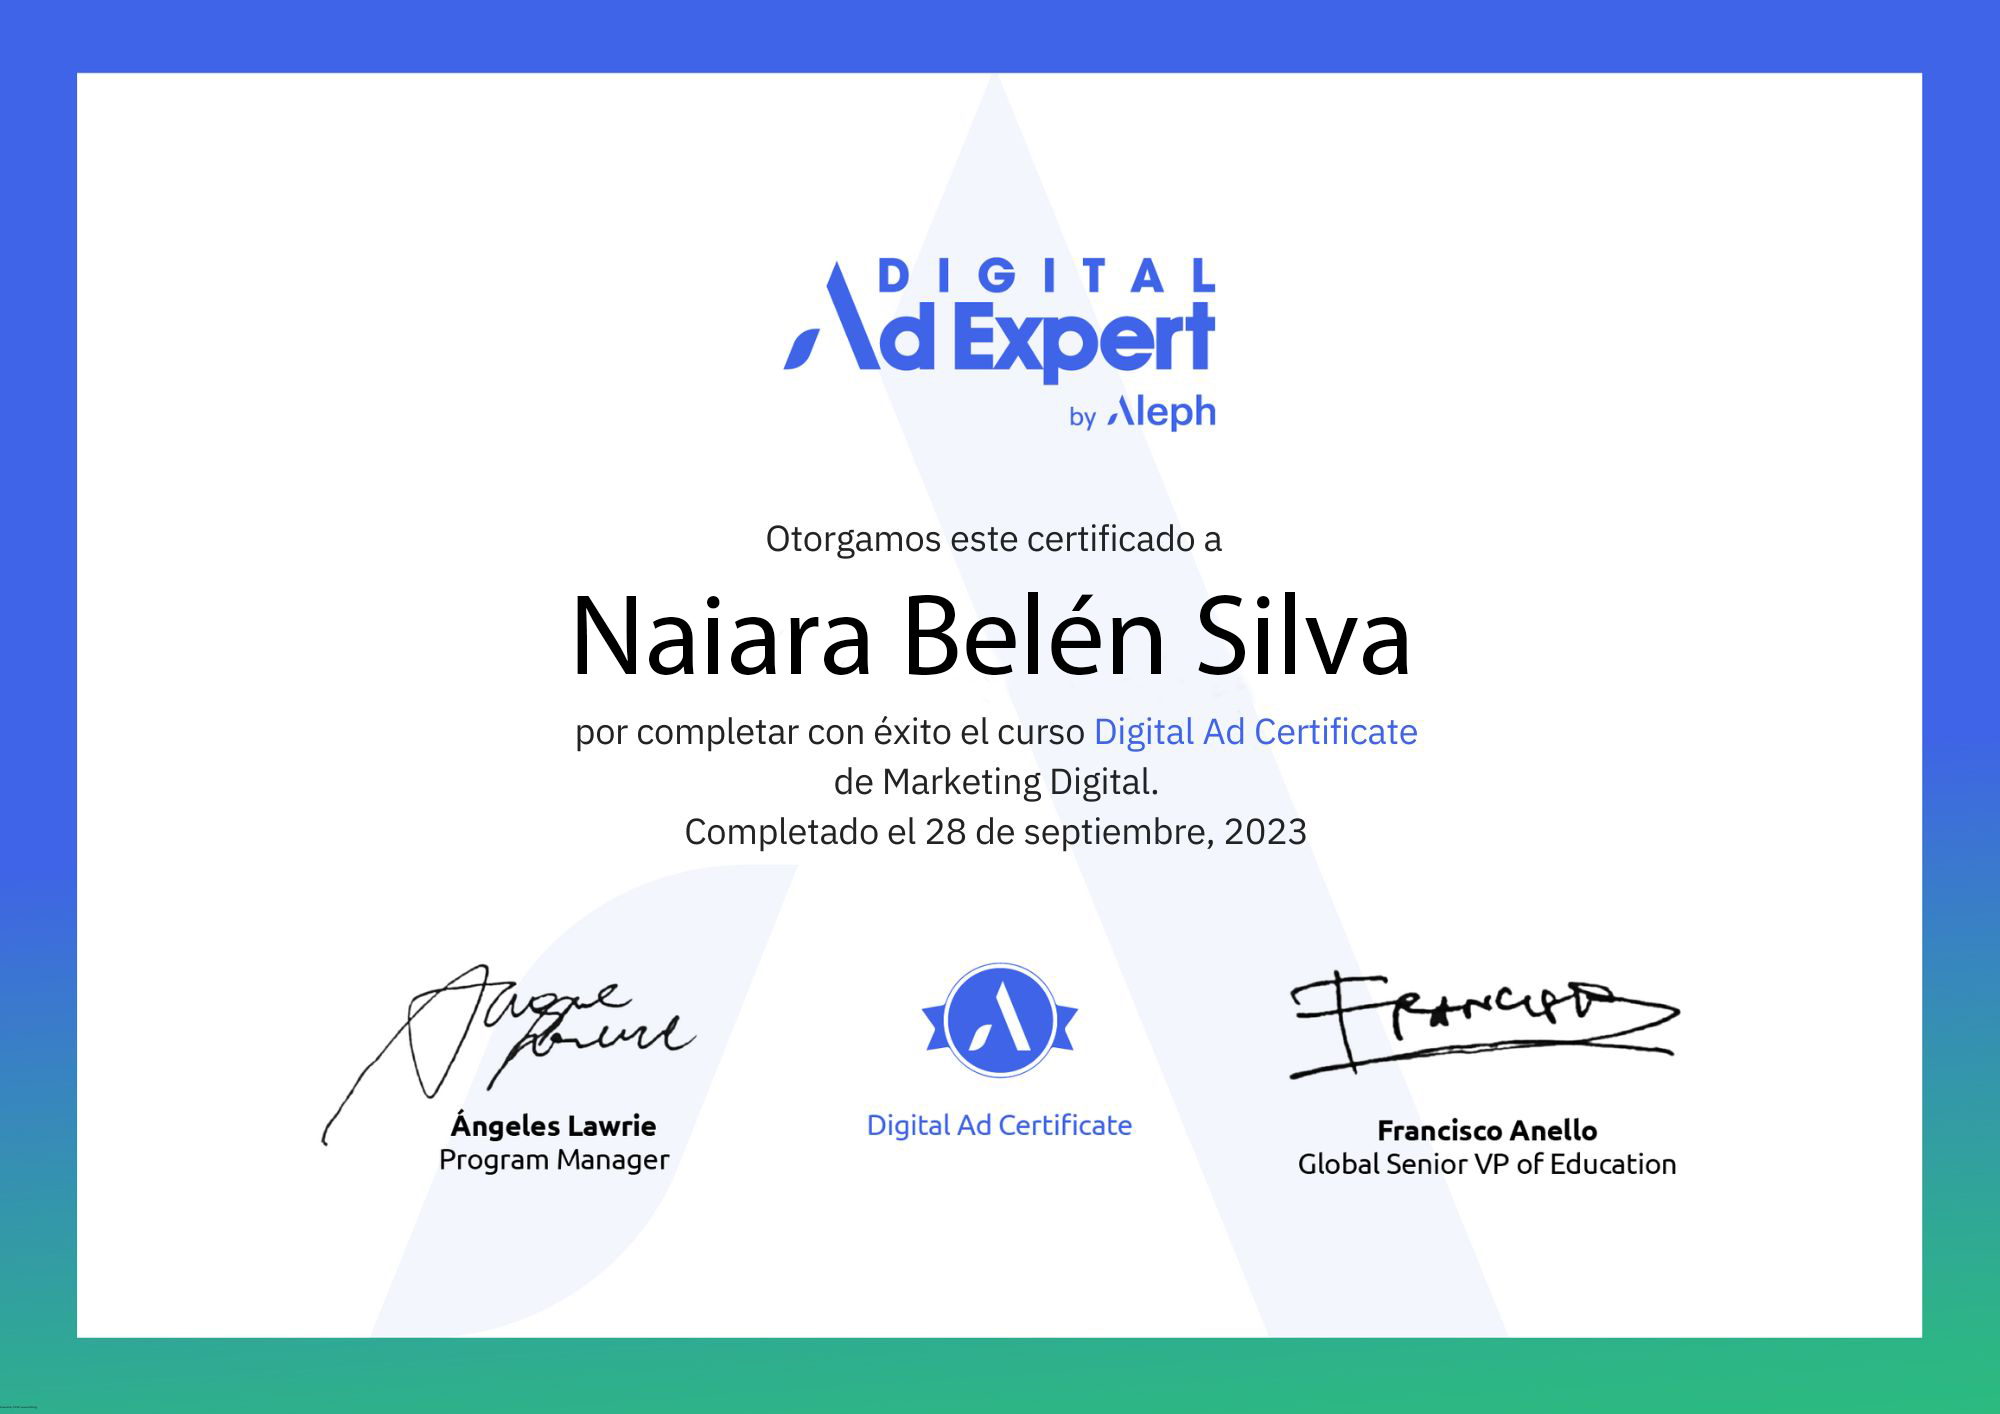 DIGITAL
Ad Expert
by Aleph
Otorgamos este certificado a
Naiara Belén Silva
por completar con éxito el curso Digital Ad Certificate
de Marketing Digital.
Completado el 28 de septiembre, 2023
Francisco
Ángeles Lawrie
Program Manager
Digital Ad Certificate
Francisco Anello
Global Senior VP of Education